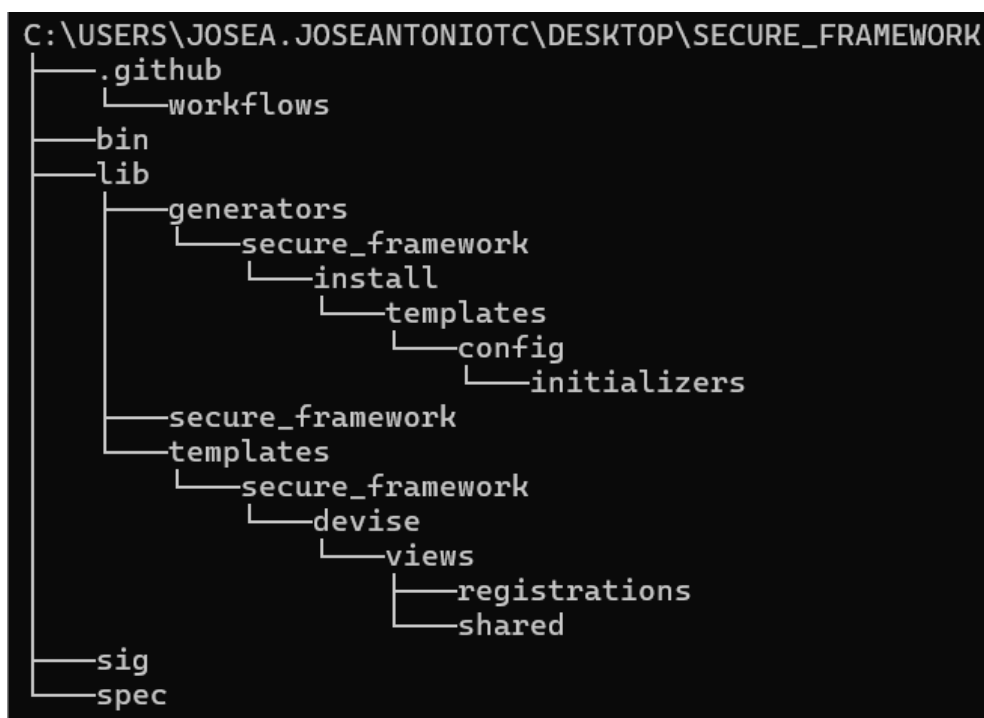 C:\USERS\JOSEA.JOSEANTONIOTC\DESKTOP\SECURE_FRAMEWORK
├───.github
│   └───workflows
├───bin
├───lib
│   ├───generators
│   │   └───secure_framework
│   │       └───install
│   │           └───templates
│   │               └───config
│   │                   └───initializers
│   ├───secure_framework
│   └───templates
│       └───secure_framework
│           └───devise
│               └───views
│                   ├───registrations
│                   └───shared
├───sig
└───spec